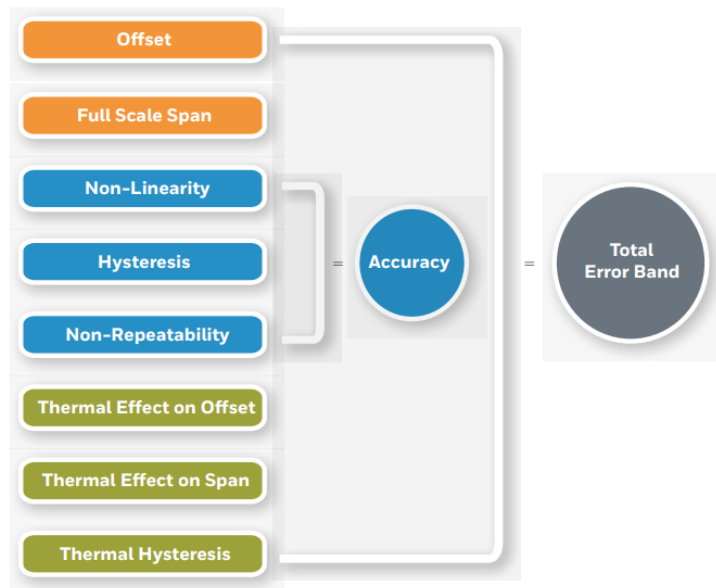 Offset
Full Scale Span
Non-Linearity
Hysteresis
=
Accuracy
=
Total
Error Band
Non-Repeatability
Thermal Effect on Offset
Thermal Effect on Span
Thermal Hysteresis